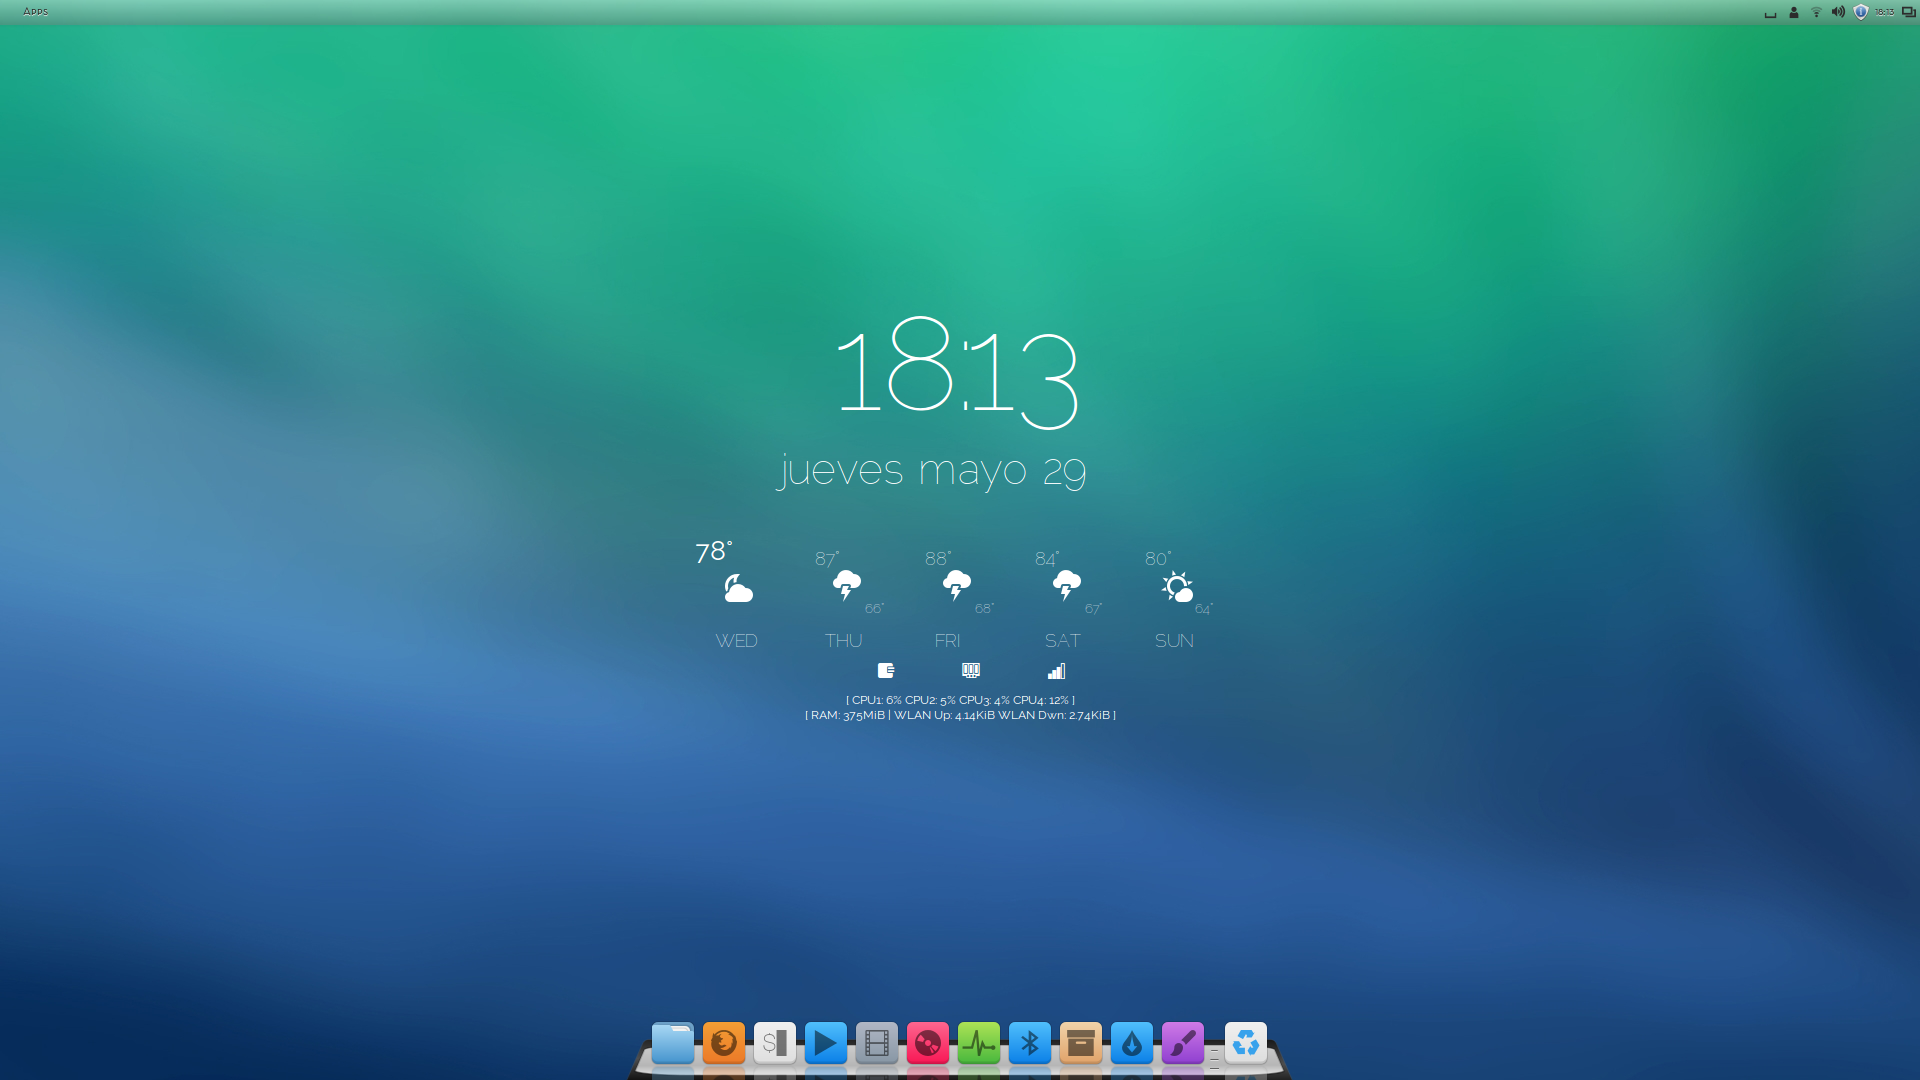 Apps
18:13
18:13
jueves mayo 29
78° 87° 88° 84° 80°
66° 68° 67° 64°
WED THU FRI SAT SUN
[ CPU1: 6% CPU2: 5% CPU3: 4% CPU4: 12% ]
[ RAM: 375MiB | WLAN Up: 4.14KiB WLAN Dwn: 2.74KiB ]
$